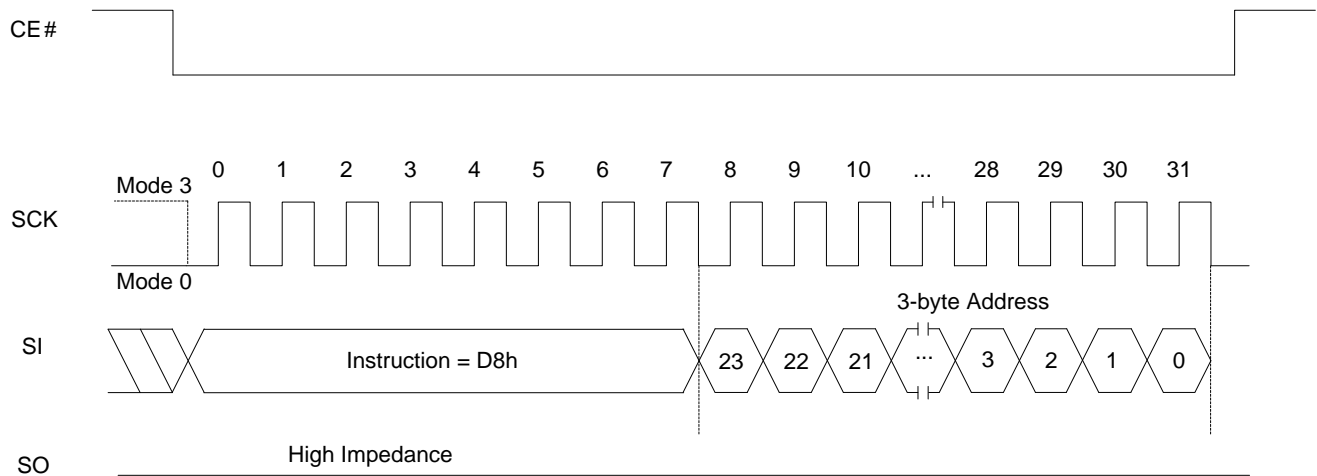 CE#
0 1 2 3 4 5 6 7 8 9 10 ... 28 29 30 31
Mode 3
SCK
Mode 0
3-byte Address
SI
Instruction = D8h 23 22 21 ... 3 2 1 0
High Impedance
SO